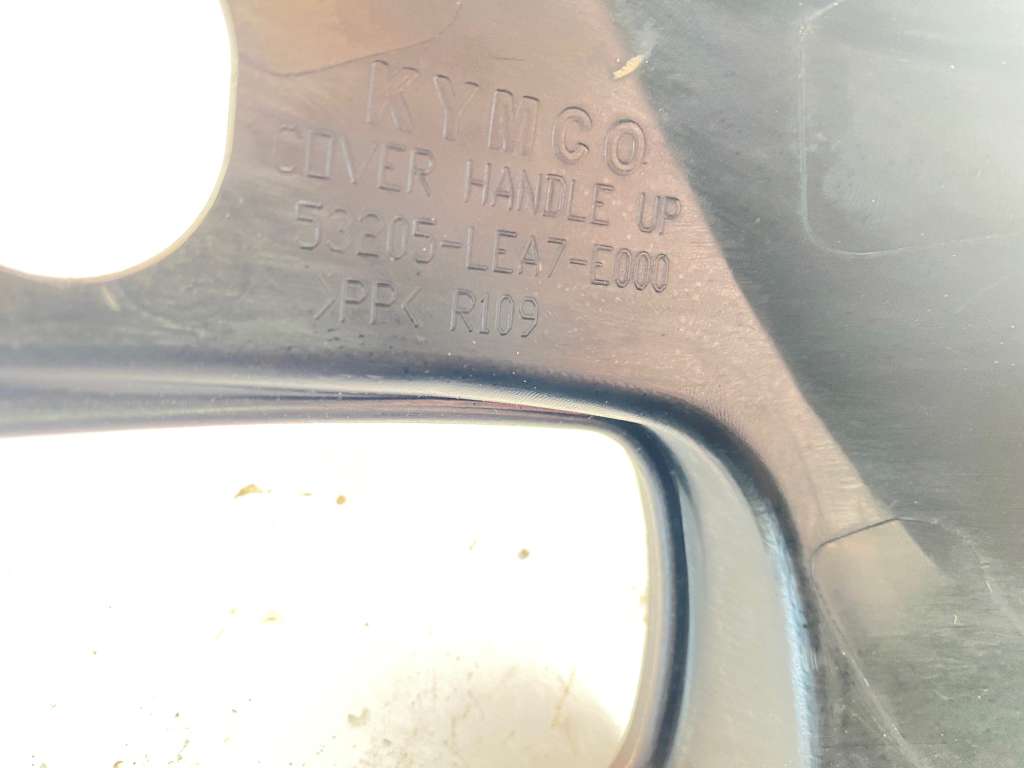 KYMCO
COVER HANDLE UP
53205-LEA7-E000
>PP< R109